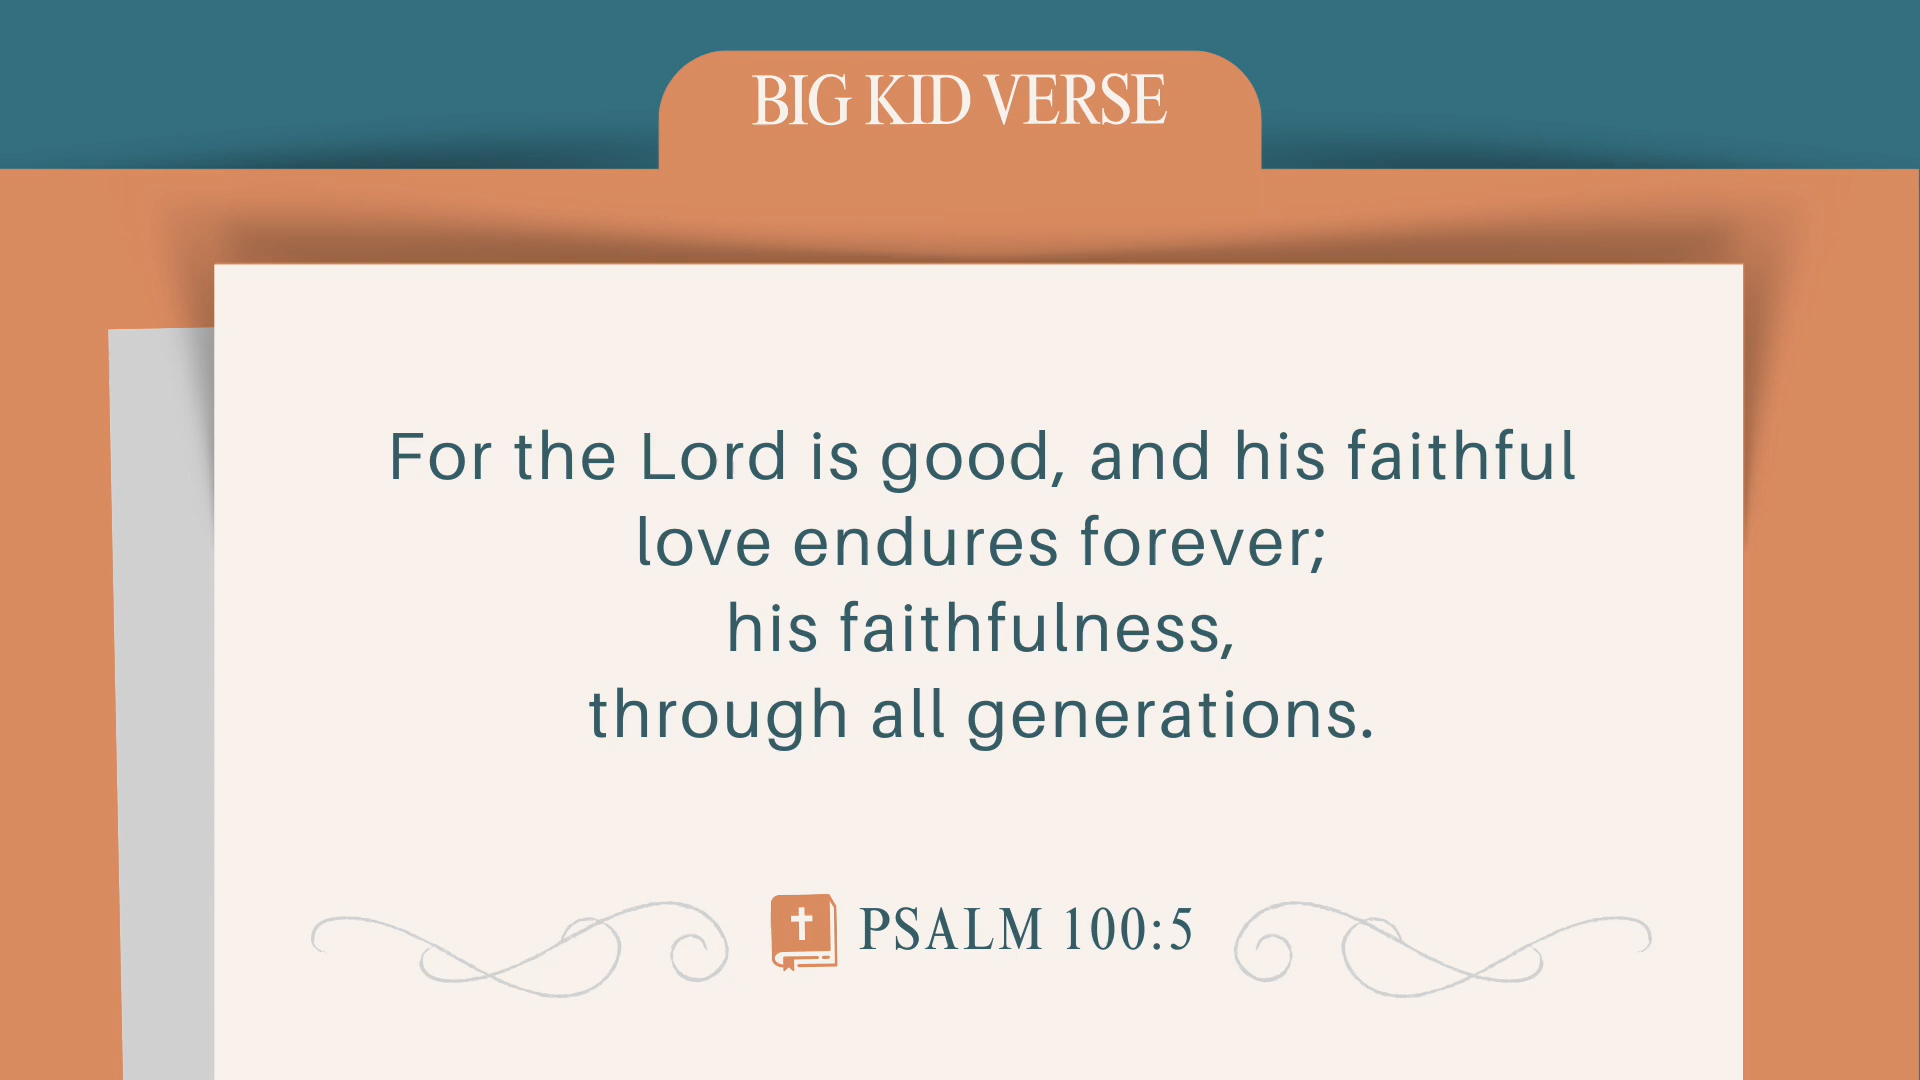 BIG KID VERSE
For the Lord is good, and his faithful
love endures forever;
his faithfulness,
through all generations.
PSALM 100:5